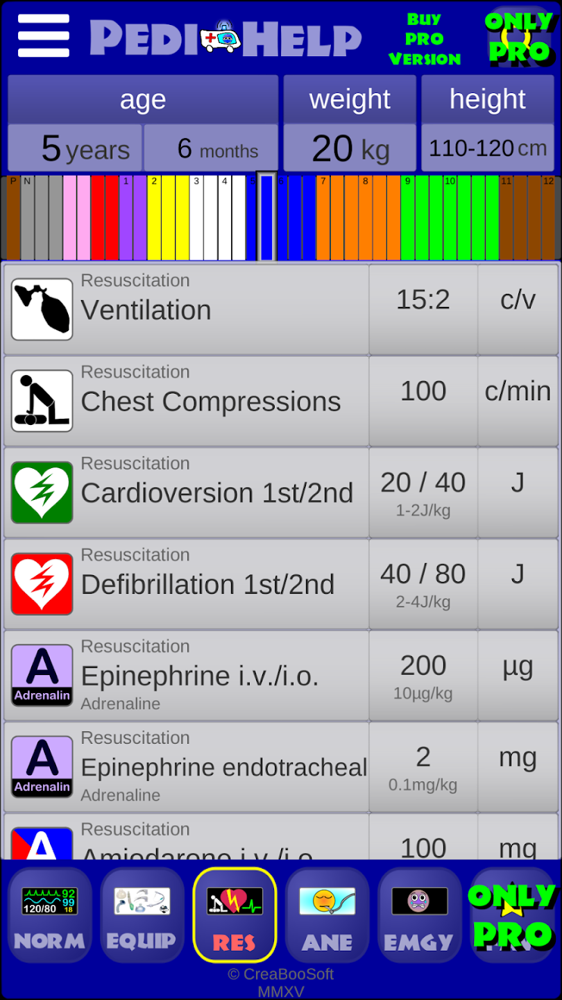 PEDI HELP
BUY PRO VERSION
ONLY PRO
age weight height
5 years 6 months 20 kg 110-120 cm
P N 1 2 3 4 5 6 7 8 9 10 11 12
Resuscitation
Ventilation 15:2 c/v
Resuscitation
Chest Compressions 100 c/min
Resuscitation
Cardioversion 1st/2nd 20 / 40 J
1-2J/kg
Resuscitation
Defibrillation 1st/2nd 40 / 80 J
2-4J/kg
Resuscitation
A Epinephrine i.v./i.o. 200 µg
Adrenalin Adrenaline 10µg/kg
Resuscitation
A Epinephrine endotracheal 2 mg
Adrenalin Adrenaline 0.1mg/kg
Resuscitation
A Amiodarone i.v./i.o. 100 mg
120/80 92 99 18
NORM EQUIP RES ANE EMGY ONLY PRO
© CreaBooSoft
MMXV